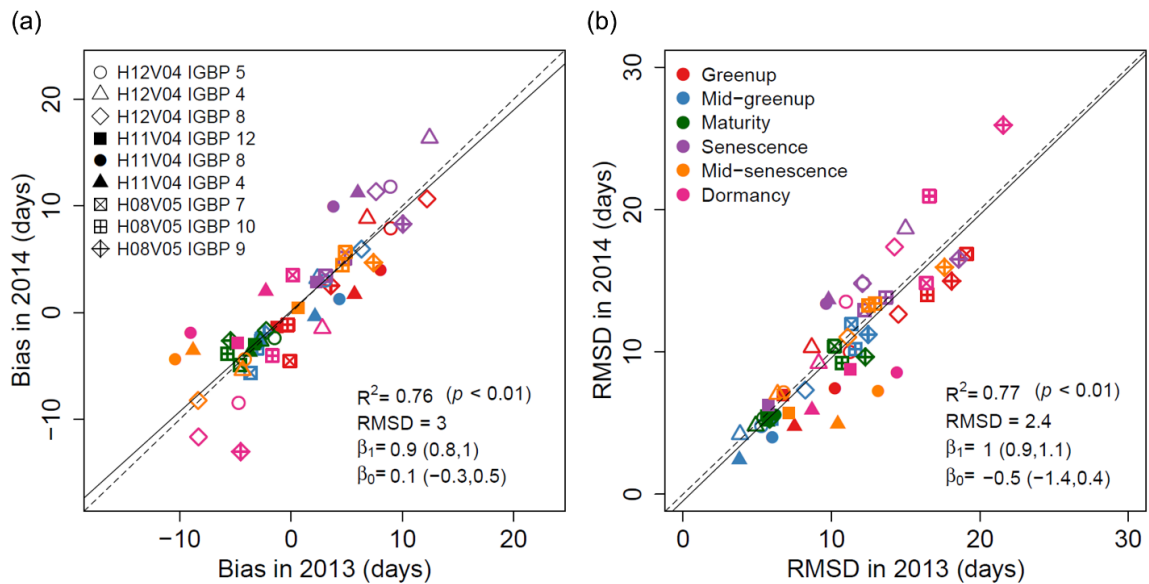 (a)
20
10
0
−10
Bias in 2014 (days)
H12V04 IGBP 5
H12V04 IGBP 4
H12V04 IGBP 8
H11V04 IGBP 12
H11V04 IGBP 8
H11V04 IGBP 4
H08V05 IGBP 7
H08V05 IGBP 10
H08V05 IGBP 9
R²= 0.76 (p < 0.01)
RMSD = 3
β₁= 0.9 (0.8,1)
β₀= 0.1 (−0.3,0.5)
−10 0 10 20
Bias in 2013 (days)
(b)
30
20
10
0
RMSD in 2014 (days)
Greenup
Mid−greenup
Maturity
Senescence
Mid−senescence
Dormancy
R²= 0.77 (p < 0.01)
RMSD = 2.4
β₁= 1 (0.9,1.1)
β₀= −0.5 (−1.4,0.4)
0 10 20 30
RMSD in 2013 (days)